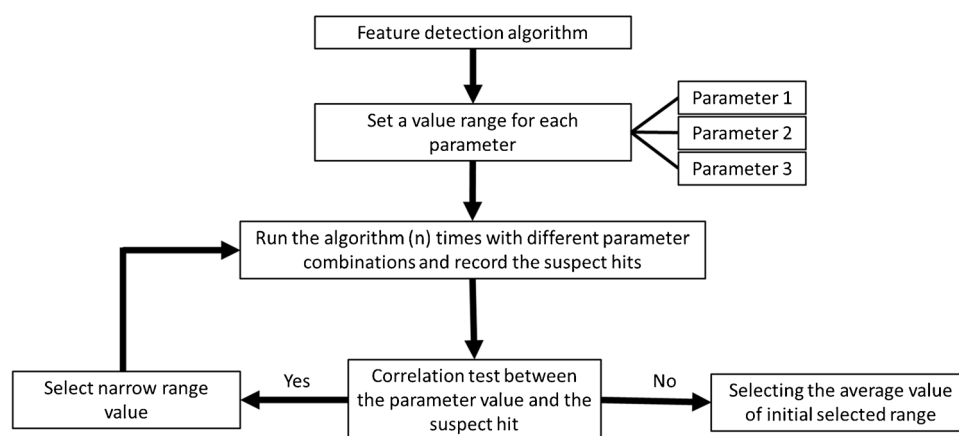 Feature detection algorithm
Set a value range for each
parameter
Parameter 1
Parameter 2
Parameter 3
Run the algorithm (n) times with different parameter
combinations and record the suspect hits
Select narrow range
value
Yes
Correlation test between
the parameter value and the
suspect hit
No
Selecting the average value
of initial selected range